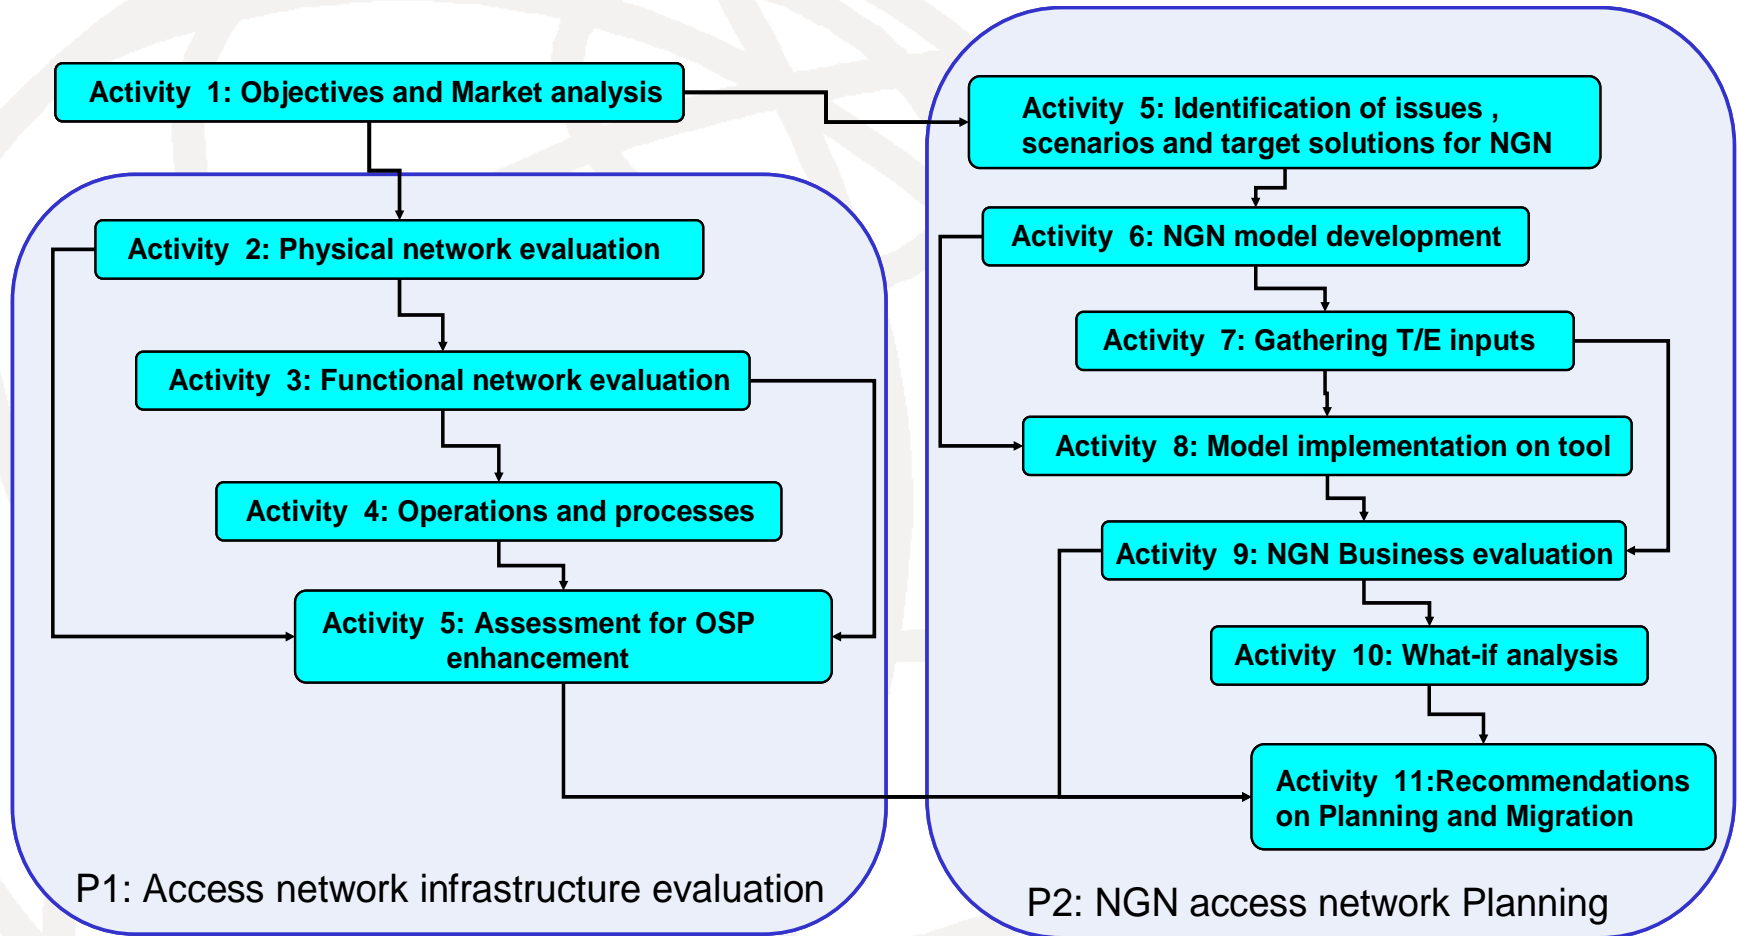 Activity 1: Objectives and Market analysis
Activity 2: Physical network evaluation
Activity 3: Functional network evaluation
Activity 4: Operations and processes
Activity 5: Assessment for OSP
enhancement
P1: Access network infrastructure evaluation
Activity 5: Identification of issues ,
scenarios and target solutions for NGN
Activity 6: NGN model development
Activity 7: Gathering T/E inputs
Activity 8: Model implementation on tool
Activity 9: NGN Business evaluation
Activity 10: What-if analysis
Activity 11:Recommendations
on Planning and Migration
P2: NGN access network Planning